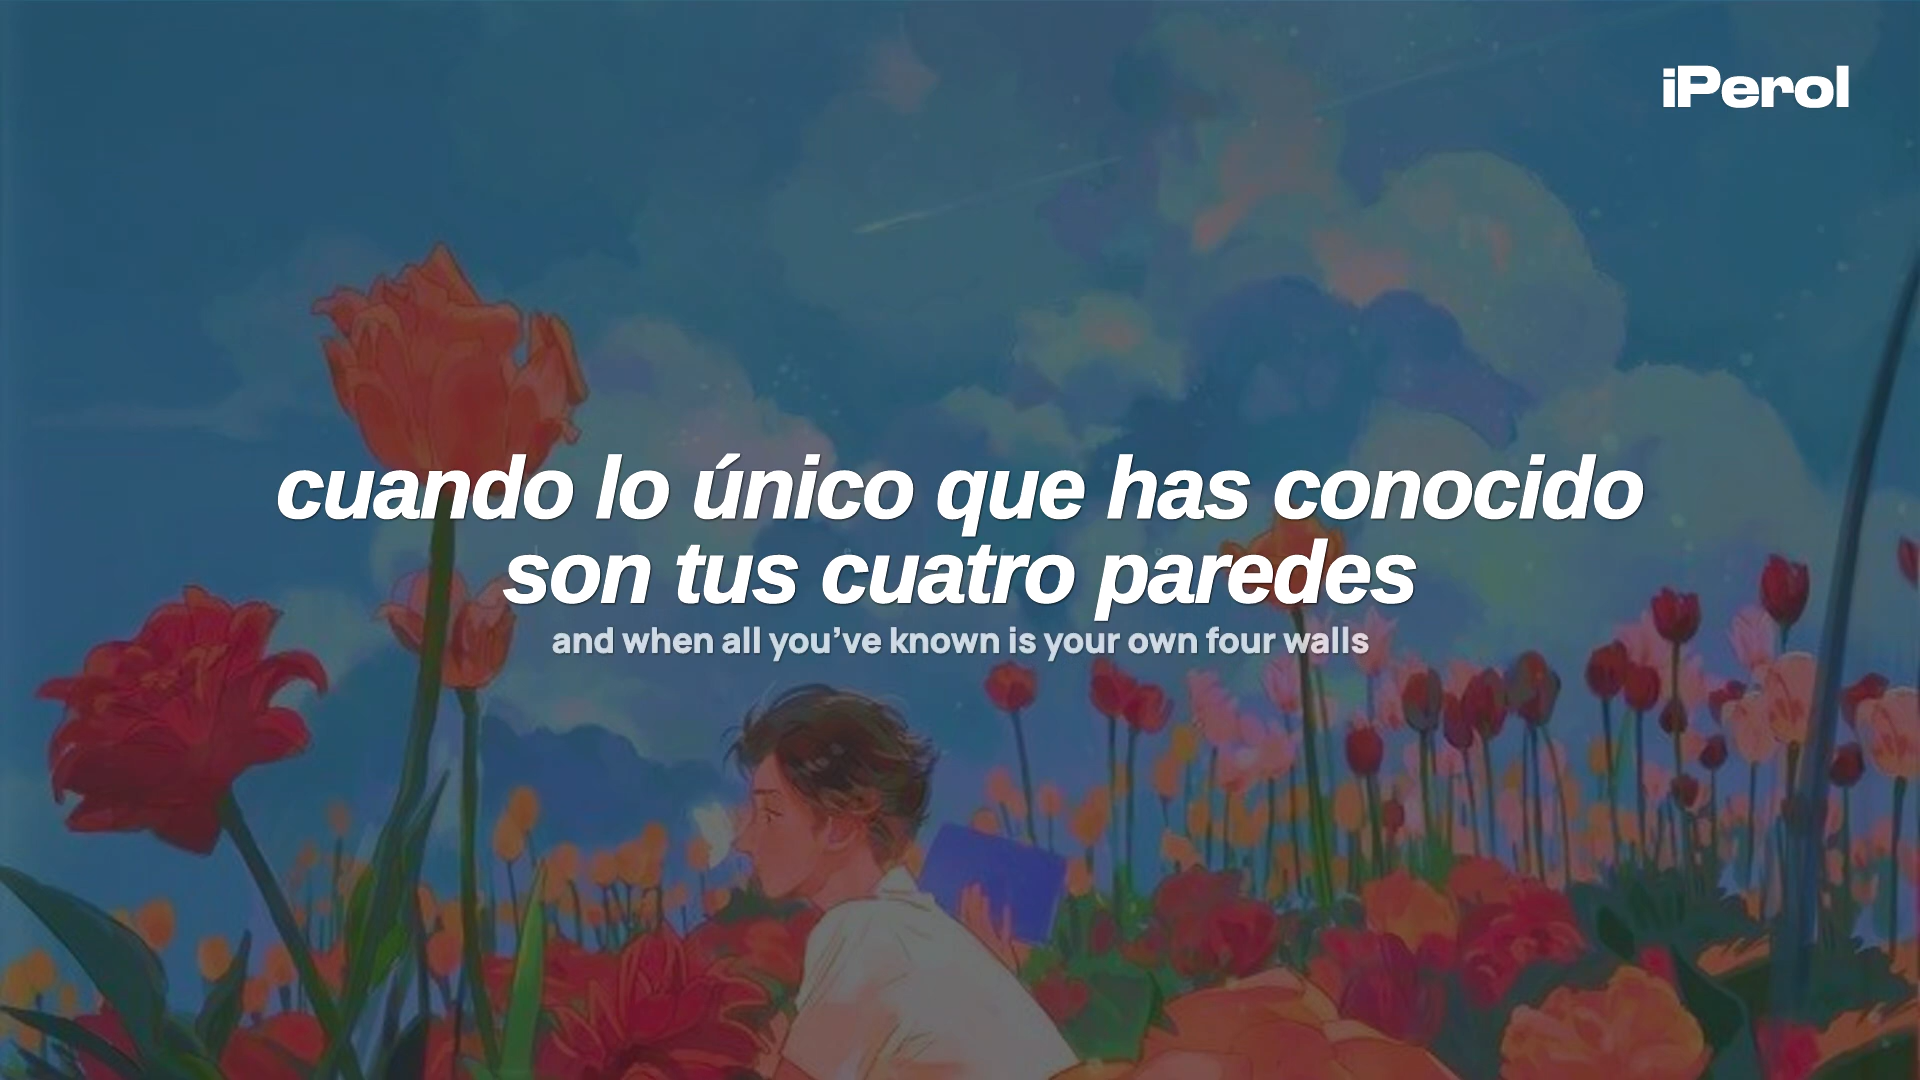 iPerol
cuando lo único que has conocido
son tus cuatro paredes
and when all you’ve known is your own four walls